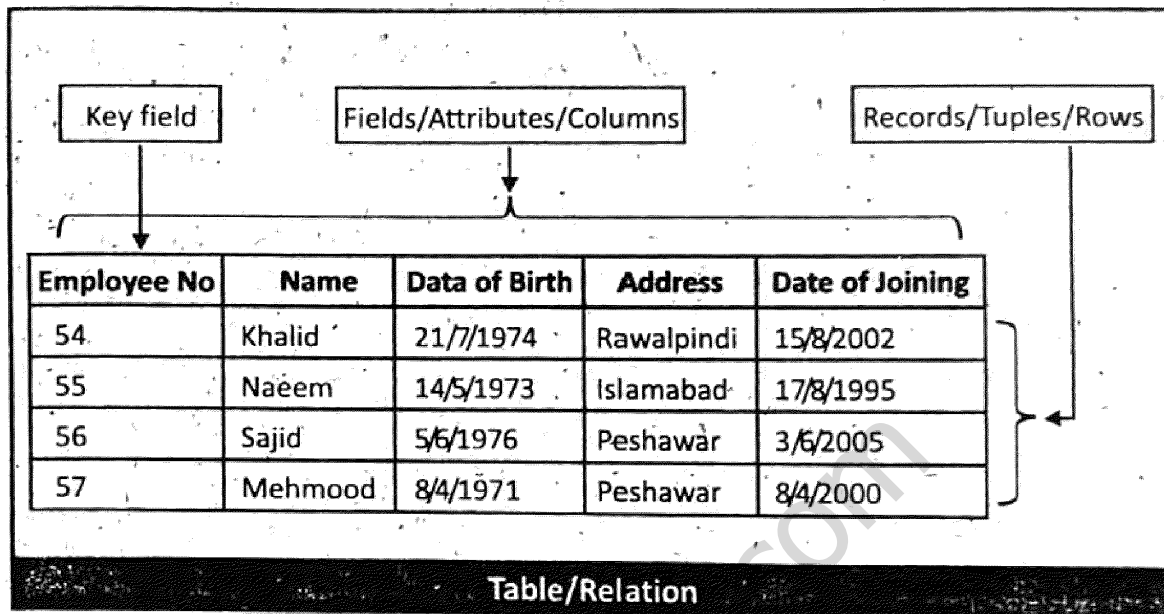 Key field Fields/Attributes/Columns Records/Tuples/Rows
Employee No Name Data of Birth Address Date of Joining
54 Khalid 21/7/1974 Rawalpindi 15/8/2002
55 Naeem 14/5/1973 Islamabad 17/8/1995
56 Sajid 5/6/1976 Peshawar 3/6/2005
57 Mehmood 8/4/1971 Peshawar 8/4/2000
com
Table/Relation